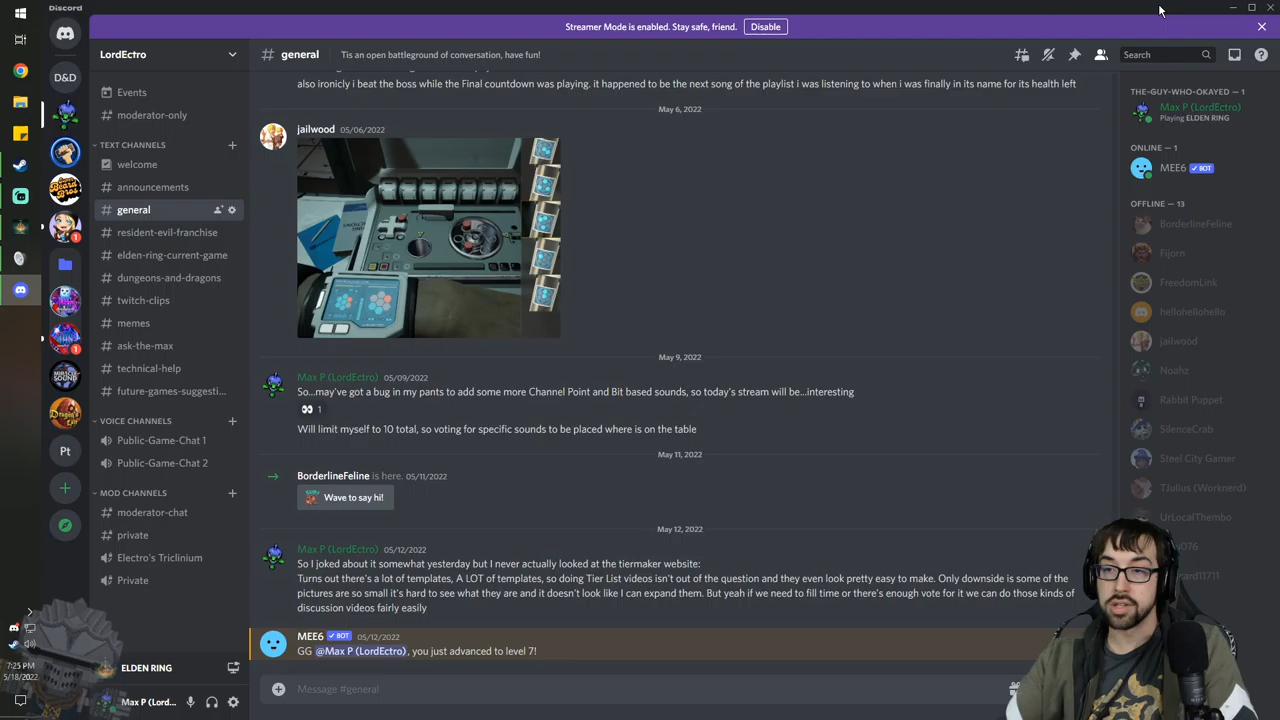 Discord
Streamer Mode is enabled. Stay safe, friend.
Disable
LordEctro
general
Tis an open battleground of conversation, have fun!
Search
Events
moderator-only
TEXT CHANNELS
welcome
announcements
general
resident-evil-franchise
elden-ring-current-game
dungeons-and-dragons
twitch-clips
memes
ask-the-max
technical-help
future-games-suggesti...
VOICE CHANNELS
Public-Game-Chat 1
Public-Game-Chat 2
MOD CHANNELS
moderator-chat
private
Electro's Triclinium
Private
ELDEN RING
Max P (Lord...
D&D
1
1
Pt
7:25 PM
5/18/2022
also ironicly i beat the boss while the Final countdown was playing. it happened to be the next song of the playlist i was listening to when i was finally in its name for its health left
May 6, 2022
jailwood 05/06/2022
May 9, 2022
Max P (LordEctro) 05/09/2022
So...may've got a bug in my pants to add some more Channel Point and Bit based sounds, so today's stream will be...interesting
1
Will limit myself to 10 total, so voting for specific sounds to be placed where is on the table
May 11, 2022
BorderlineFeline is here. 05/11/2022
Wave to say hi!
May 12, 2022
Max P (LordEctro) 05/12/2022
So I joked about it somewhat yesterday but I never actually looked at the tiermaker website:
Turns out there's a lot of templates, A LOT of templates, so doing Tier List videos isn't out of the question and they even look pretty easy to make. Only downside is some of the
pictures are so small it's hard to see what they are and it doesn't look like I can expand them. But yeah if we need to fill time or there's enough vote for it we can do those kinds of
discussion videos fairly easily
MEE6 BOT 05/12/2022
GG @Max P (LordEctro), you just advanced to level 7!
Message #general
THE-GUY-WHO-OKAYED — 1
Max P (LordEctro)
Playing ELDEN RING
ONLINE — 1
MEE6 BOT
OFFLINE — 13
BorderlineFeline
Fijorn
FreedomLink
hellohellohello
jailwood
Noahz
Rabbit Puppet
SilenceCrab
Steel City Gamer
TJulius (Worknerd)
UrLocalThembo